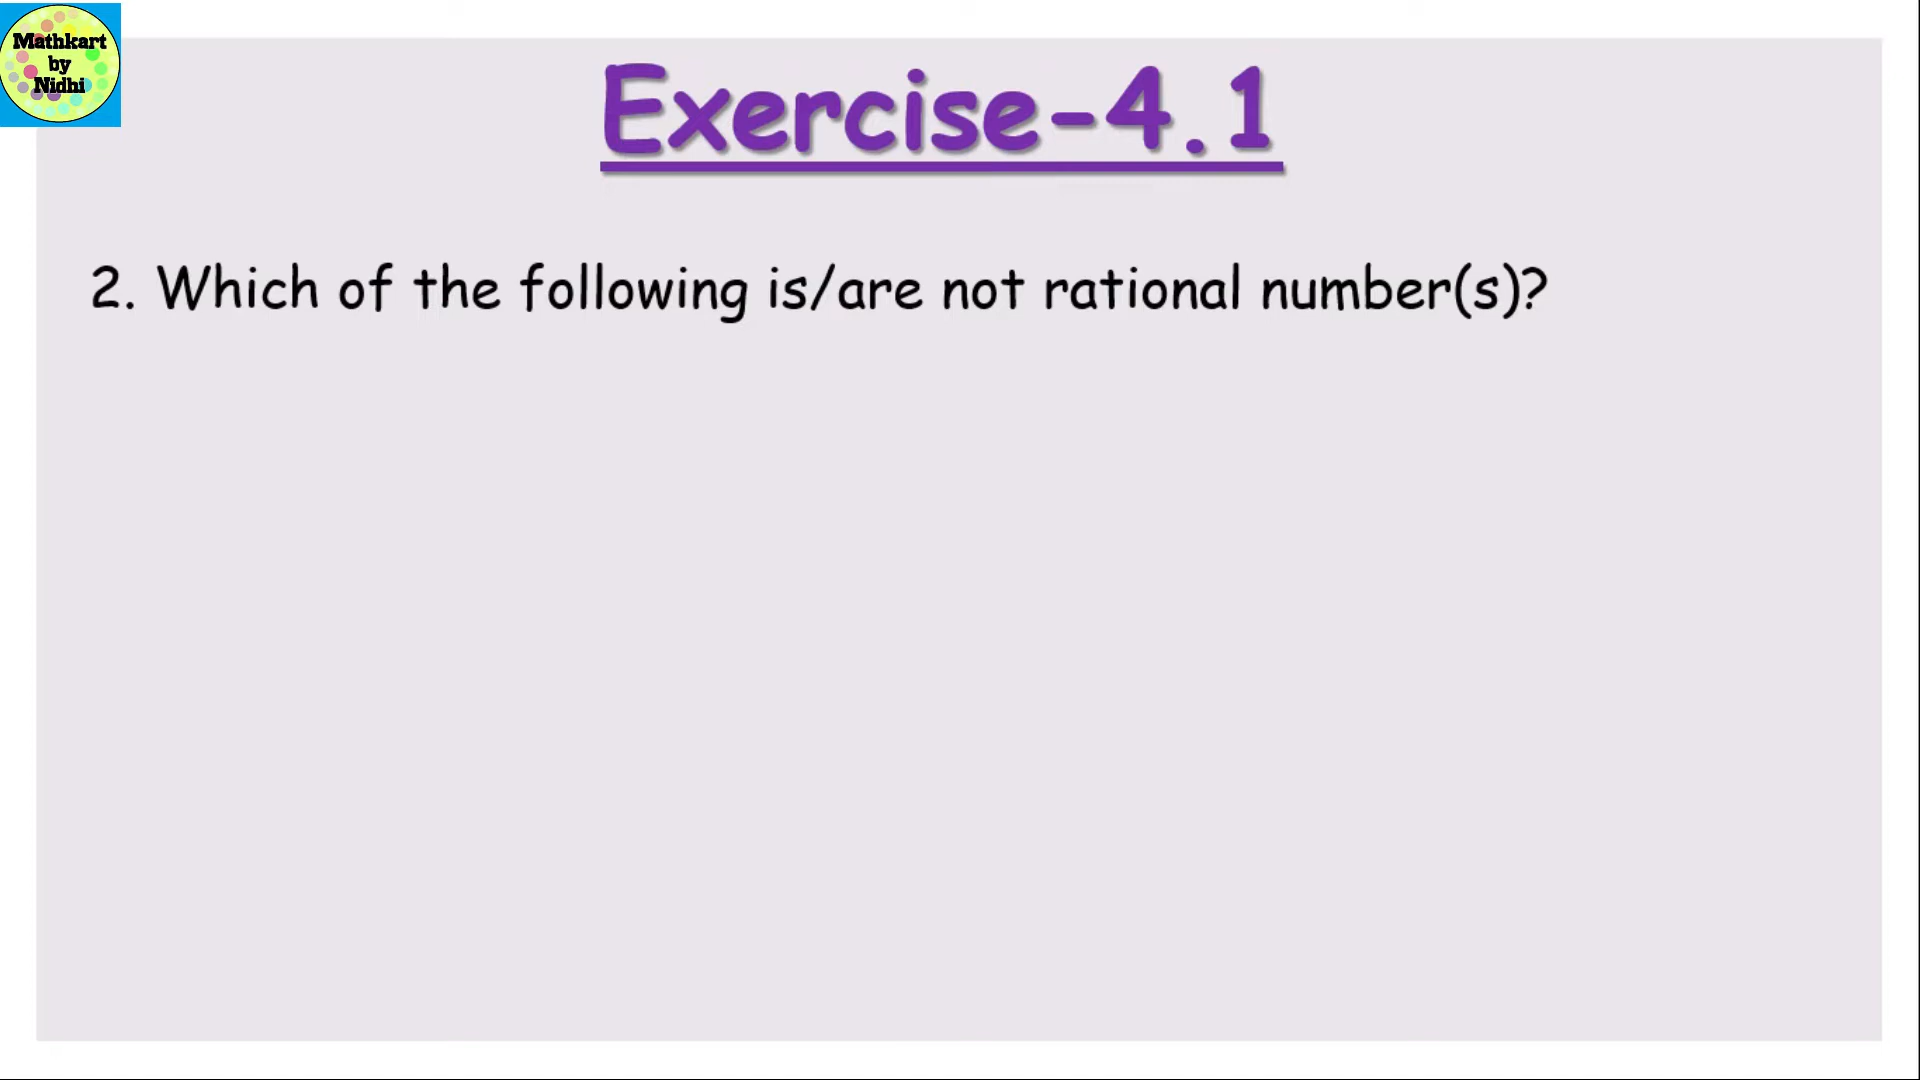 Mathkart
by
Nidhi
Exercise-4.1
2. Which of the following is/are not rational number(s)?